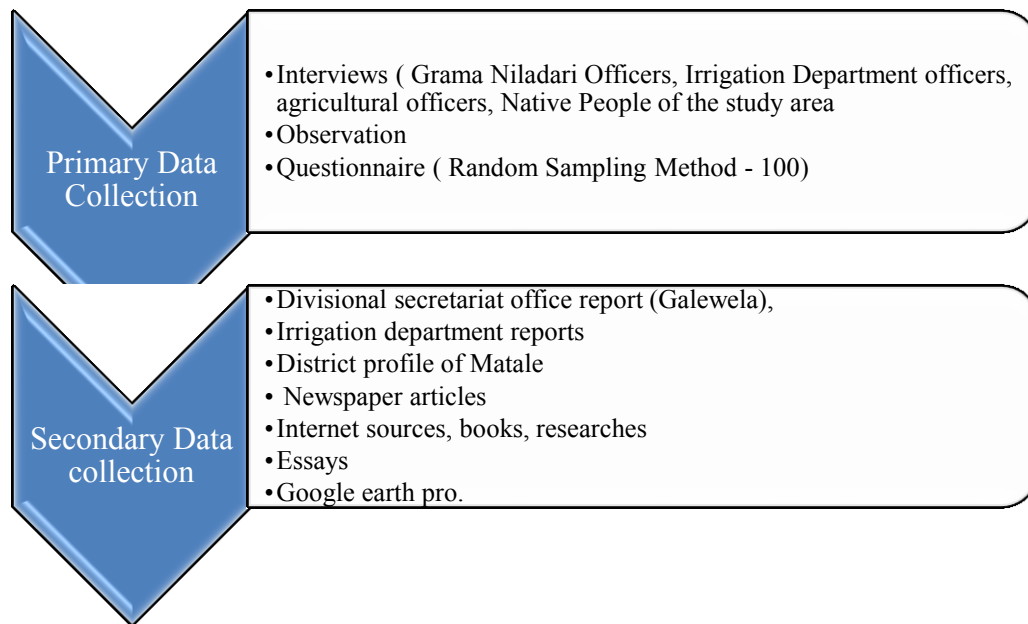 Primary Data
Collection
•Interviews ( Grama Niladari Officers, Irrigation Department officers,
agricultural officers, Native People of the study area
•Observation
•Questionnaire ( Random Sampling Method - 100)
Secondary Data
collection
•Divisional secretariat office report (Galewela),
•Irrigation department reports
•District profile of Matale
• Newspaper articles
•Internet sources, books, researches
•Essays
•Google earth pro.